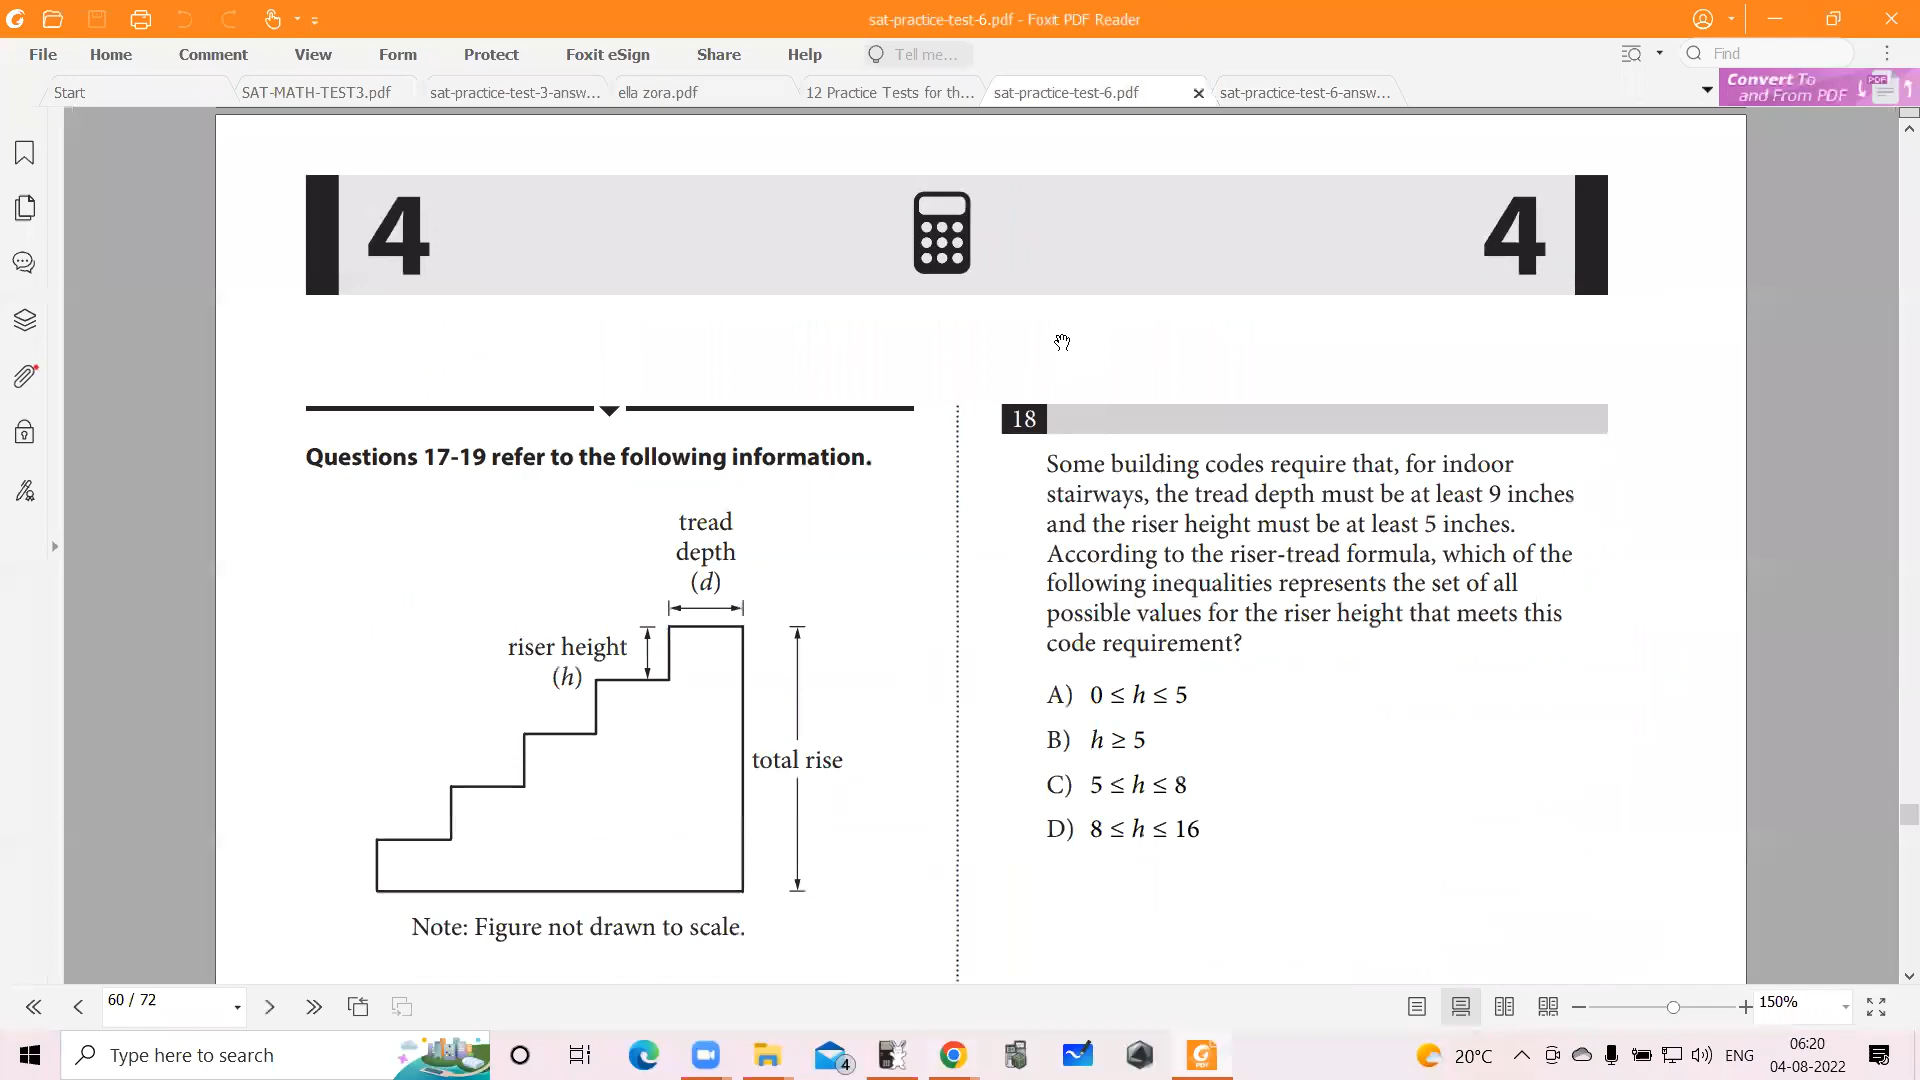 sat-practice-test-6.pdf - Foxit PDF Reader
File Home Comment View Form Protect Foxit eSign Share Help Tell me... Find
Start SAT-MATH-TEST3.pdf sat-practice-test-3-answ... ella zora.pdf 12 Practice Tests for th... sat-practice-test-6.pdf sat-practice-test-6-answ...
Convert To
and From PDF
PDF
4 4
Questions 17-19 refer to the following information.
tread
depth
(d)
riser height
(h)
total rise
Note: Figure not drawn to scale.
18
Some building codes require that, for indoor
stairways, the tread depth must be at least 9 inches
and the riser height must be at least 5 inches.
According to the riser-tread formula, which of the
following inequalities represents the set of all
possible values for the riser height that meets this
code requirement?
A) 0 ≤ h ≤ 5
B) h ≥ 5
C) 5 ≤ h ≤ 8
D) 8 ≤ h ≤ 16
60 / 72
150%
Type here to search
4
PDF
20°C
ENG
06:20
04-08-2022